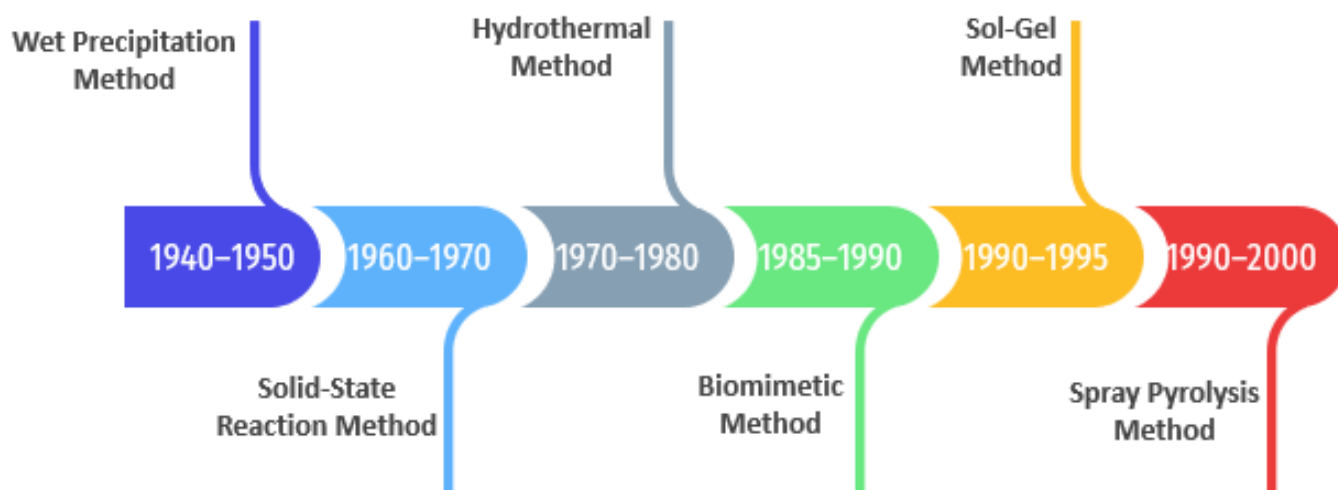 Wet Precipitation
Method
Hydrothermal
Method
Sol-Gel
Method
1940–1950
1960–1970
1970–1980
1985–1990
1990–1995
1990–2000
Solid-State
Reaction Method
Biomimetic
Method
Spray Pyrolysis
Method